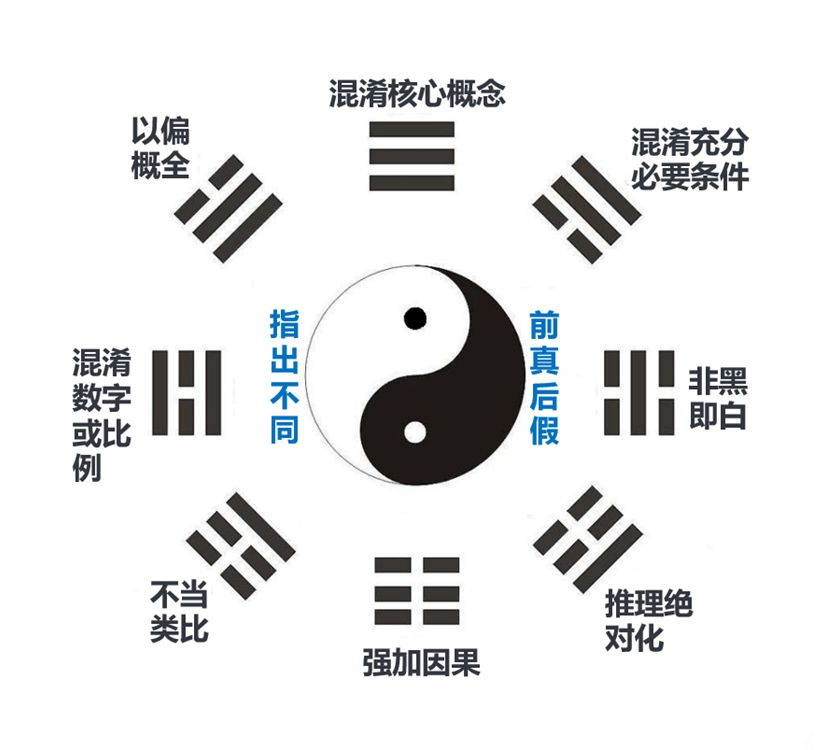 混淆核心概念
以偏
概全
混淆充分
必要条件
指出不同
前真后假
混淆
数字
或比
例
非黑
即白
不当
类比
推理绝
对化
强加因果